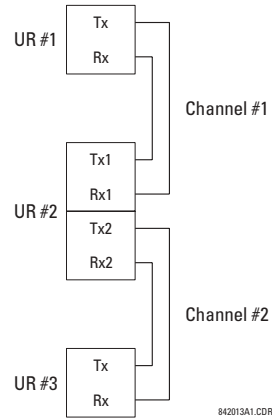 Tx
UR #1
Rx
Channel #1
Tx1
Rx1
UR #2
Tx2
Rx2
Channel #2
Tx
UR #3
Rx
842013A1.CDR